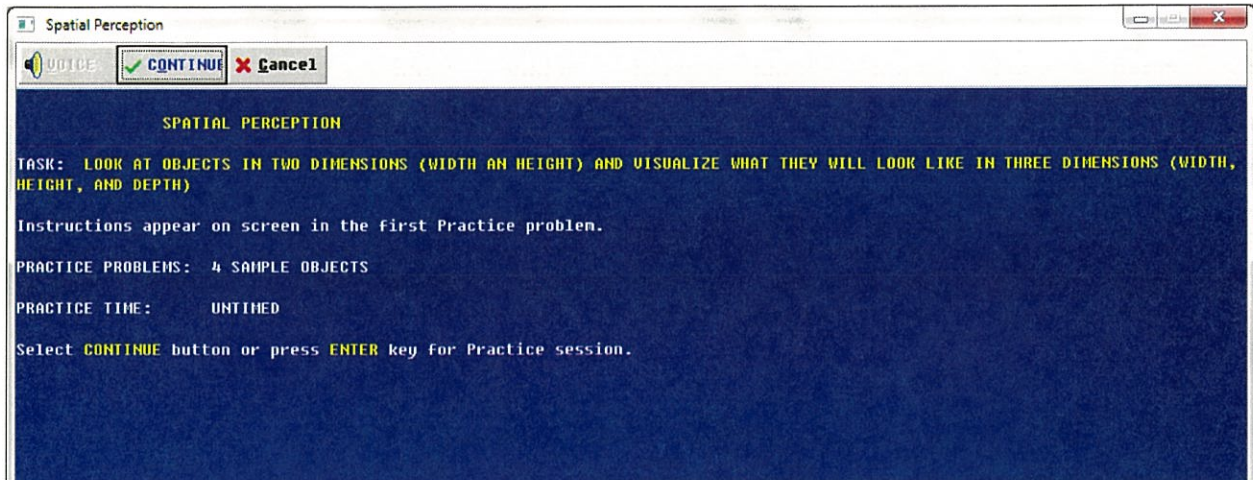 Spatial Perception
VOICE CONTINUE Cancel
SPATIAL PERCEPTION
TASK: LOOK AT OBJECTS IN TWO DIMENSIONS (WIDTH AN HEIGHT) AND VISUALIZE WHAT THEY WILL LOOK LIKE IN THREE DIMENSIONS (WIDTH,
HEIGHT, AND DEPTH)
Instructions appear on screen in the first Practice problem.
PRACTICE PROBLEMS: 4 SAMPLE OBJECTS
PRACTICE TIME: UNTIMED
Select CONTINUE button or press ENTER key for Practice session.